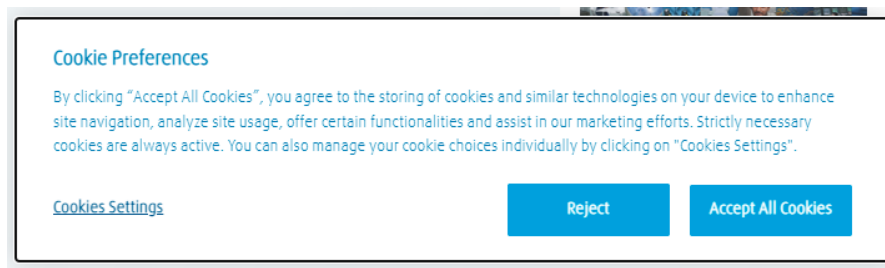 Cookie Preferences
By clicking “Accept All Cookies”, you agree to the storing of cookies and similar technologies on your device to enhance
site navigation, analyze site usage, offer certain functionalities and assist in our marketing efforts. Strictly necessary
cookies are always active. You can also manage your cookie choices individually by clicking on "Cookies Settings".
Cookies Settings
Reject
Accept All Cookies